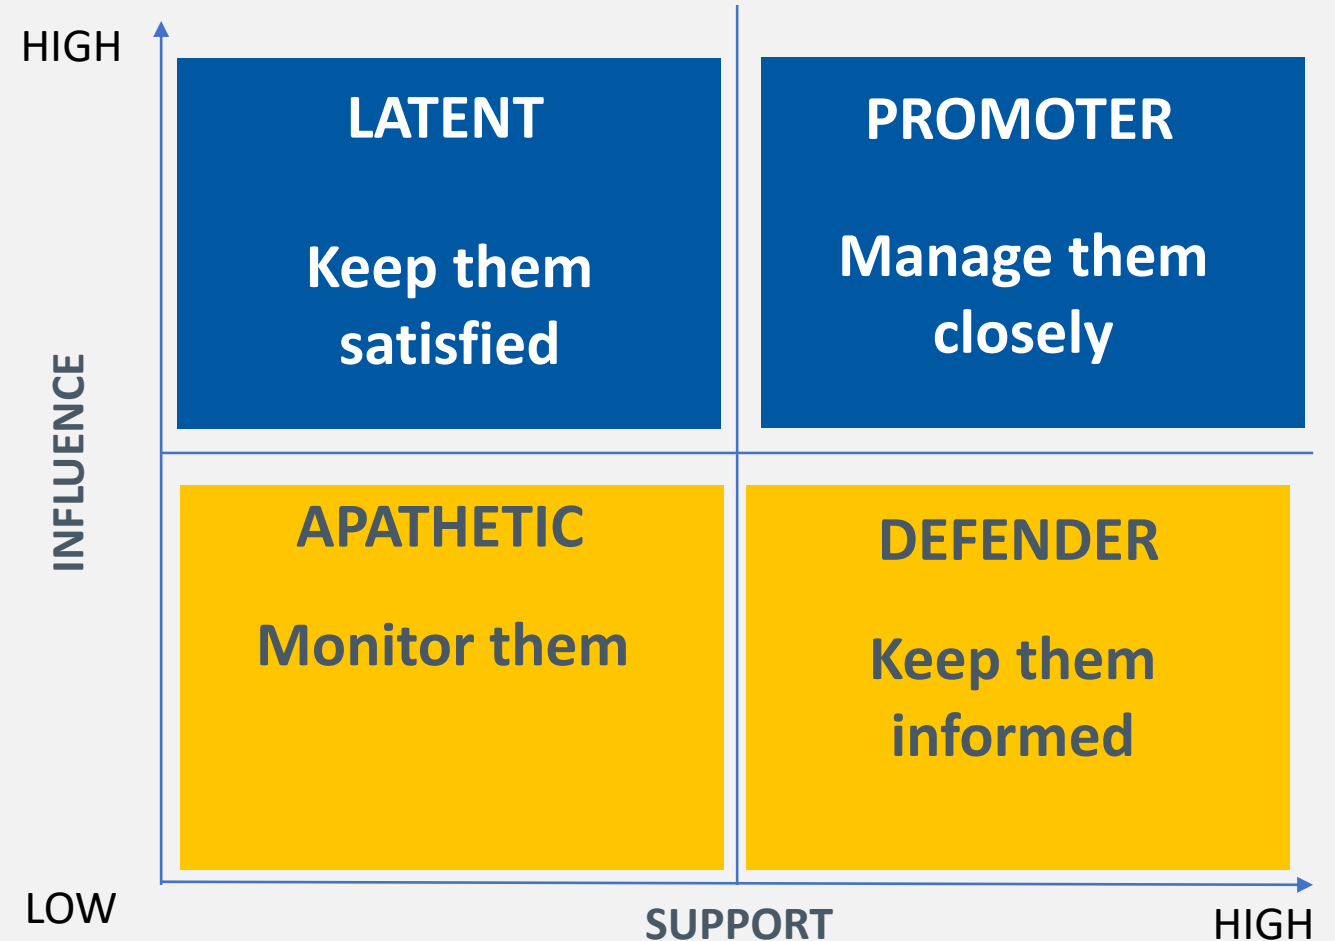 HIGH
LATENT
Keep them
satisfied
PROMOTER
Manage them
closely
INFLUENCE
APATHETIC
Monitor them
DEFENDER
Keep them
informed
LOW
SUPPORT
HIGH